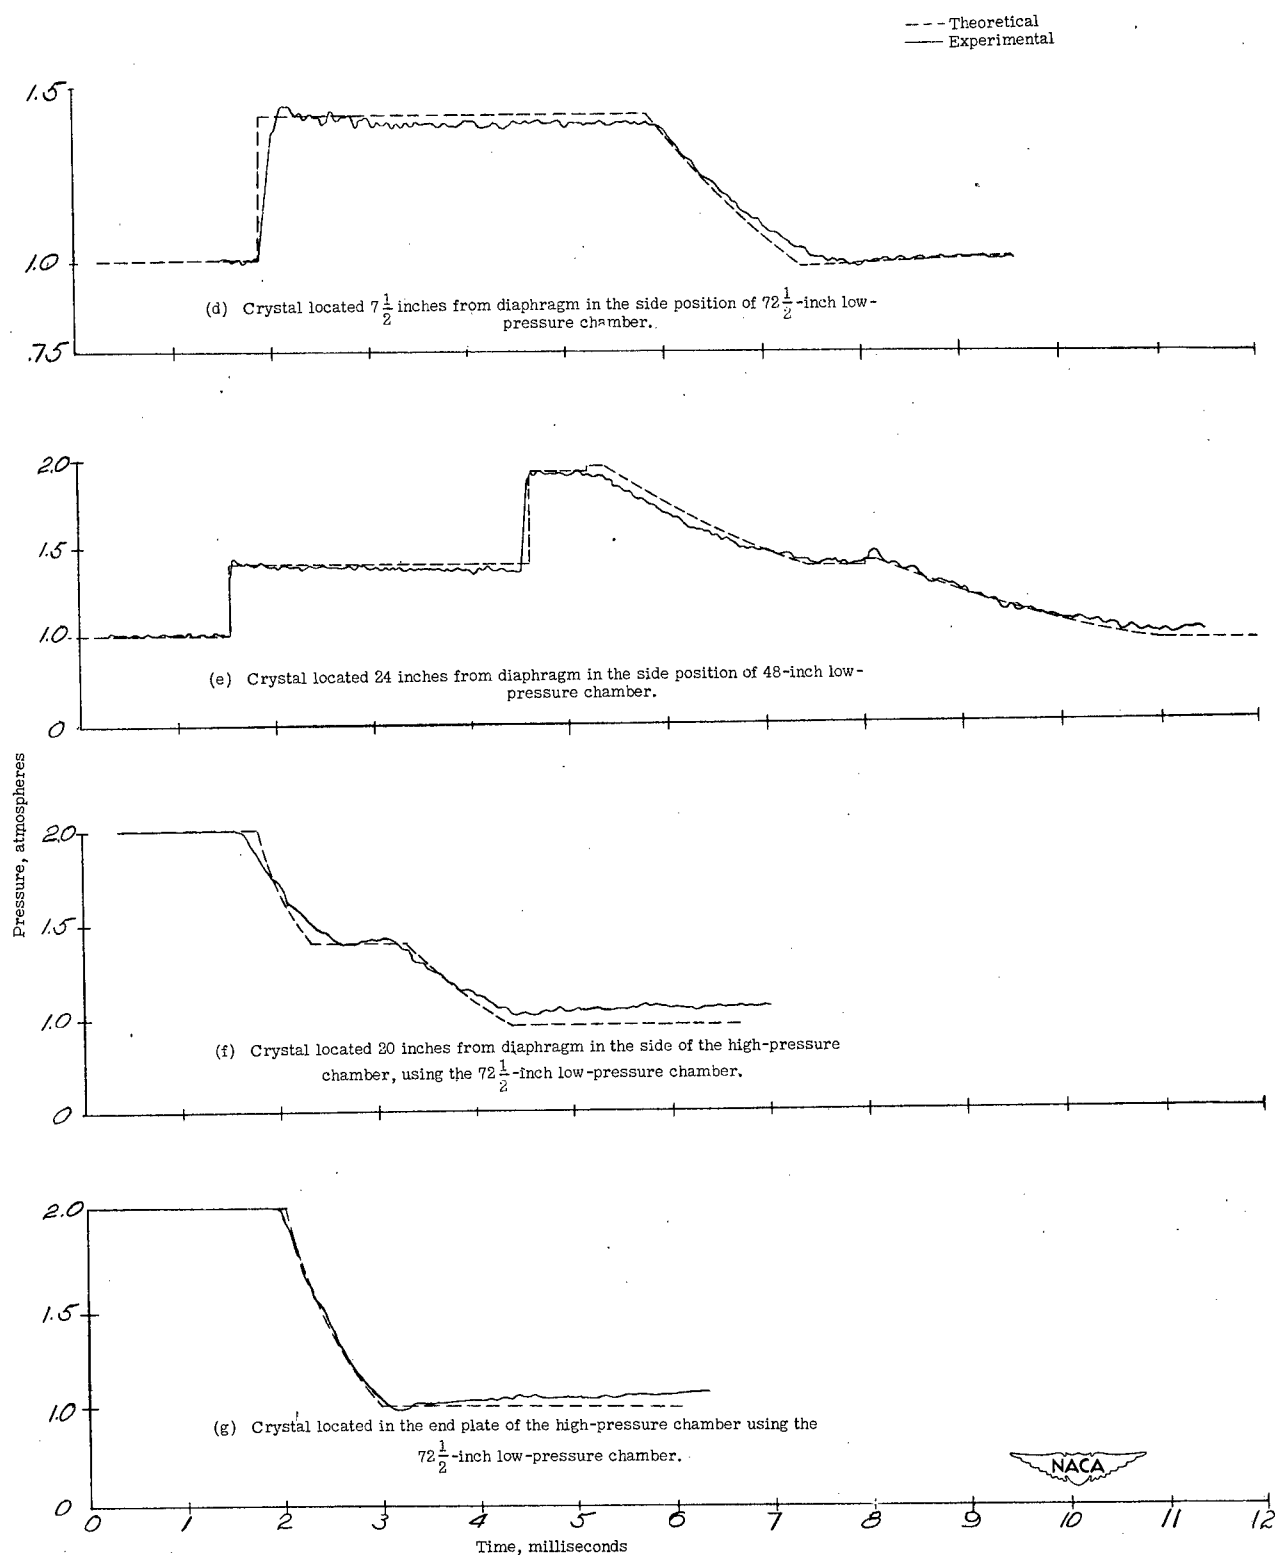 --- Theoretical
—— Experimental
1.5
1.0
(d) Crystal located 7 1/2 inches from diaphragm in the side position of 72 1/2-inch low-
pressure chamber.
.75
2.0
1.5
1.0
(e) Crystal located 24 inches from diaphragm in the side position of 48-inch low-
pressure chamber.
0
Pressure, atmospheres
2.0
1.5
1.0
(f) Crystal located 20 inches from diaphragm in the side of the high-pressure
chamber, using the 72 1/2-inch low-pressure chamber.
0
2.0
1.5
1.0
(g) Crystal located in the end plate of the high-pressure chamber using the
72 1/2-inch low-pressure chamber.
NACA
0
0 1 2 3 4 5 6 7 8 9 10 11 12
Time, milliseconds